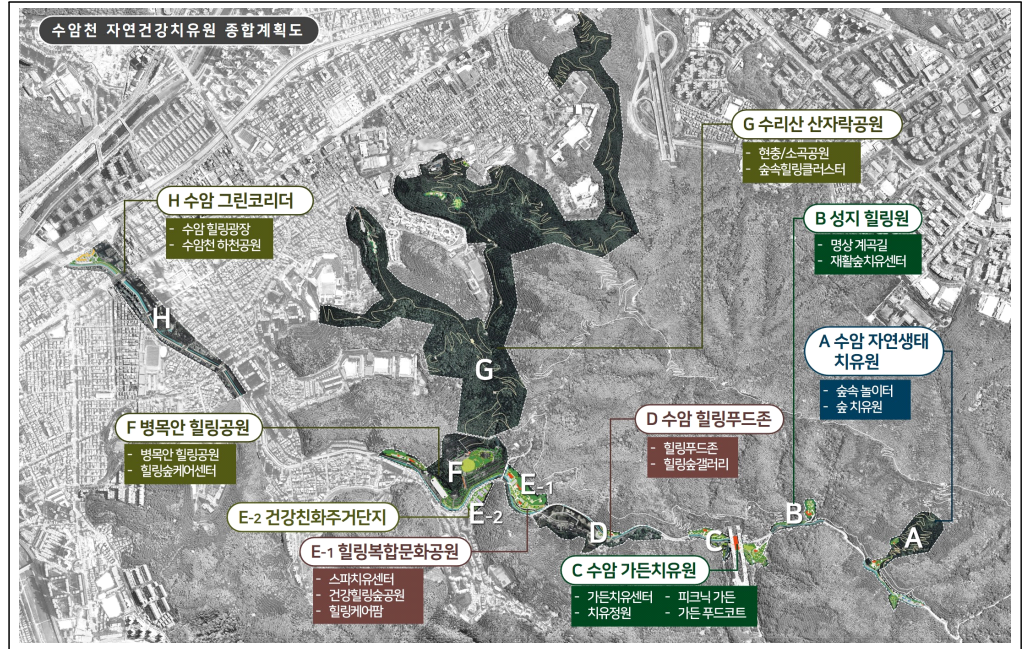 수암천 자연건강치유원 종합계획도
G 수리산 산자락공원
- 현충/소곡공원
- 숲속힐링클러스터
H 수암 그린코리더
- 수암 힐링광장
- 수암천 하천공원
B 성지 힐링원
- 명상 계곡길
- 재활숲치유센터
H
A 수암 자연생태
치유원
- 숲속 놀이터
- 숲 치유원
G
D 수암 힐링푸드존
- 힐링푸드존
- 힐링숲갤러리
F 병목안 힐링공원
- 병목안 힐링공원
- 힐링숲케어센터
F
E-1
E-2 건강친화주거단지
E-2
D
C
B
A
E-1 힐링복합문화공원
- 스파치유센터
- 건강힐링숲공원
- 힐링케어팜
C 수암 가든치유원
- 가든치유센터 - 피크닉 가든
- 치유정원 - 가든 푸드코트